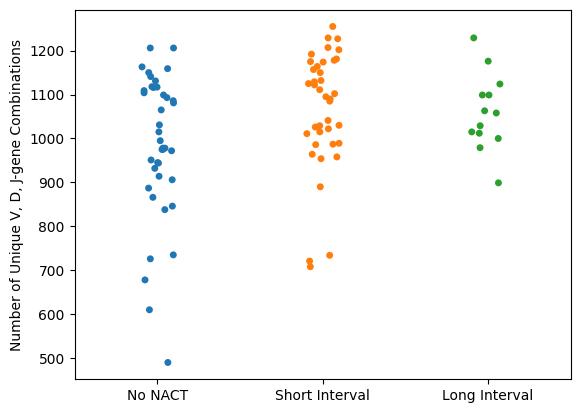 Number of Unique V, D, J-gene Combinations
1200
1100
1000
900
800
700
600
500
No NACT
Short Interval
Long Interval